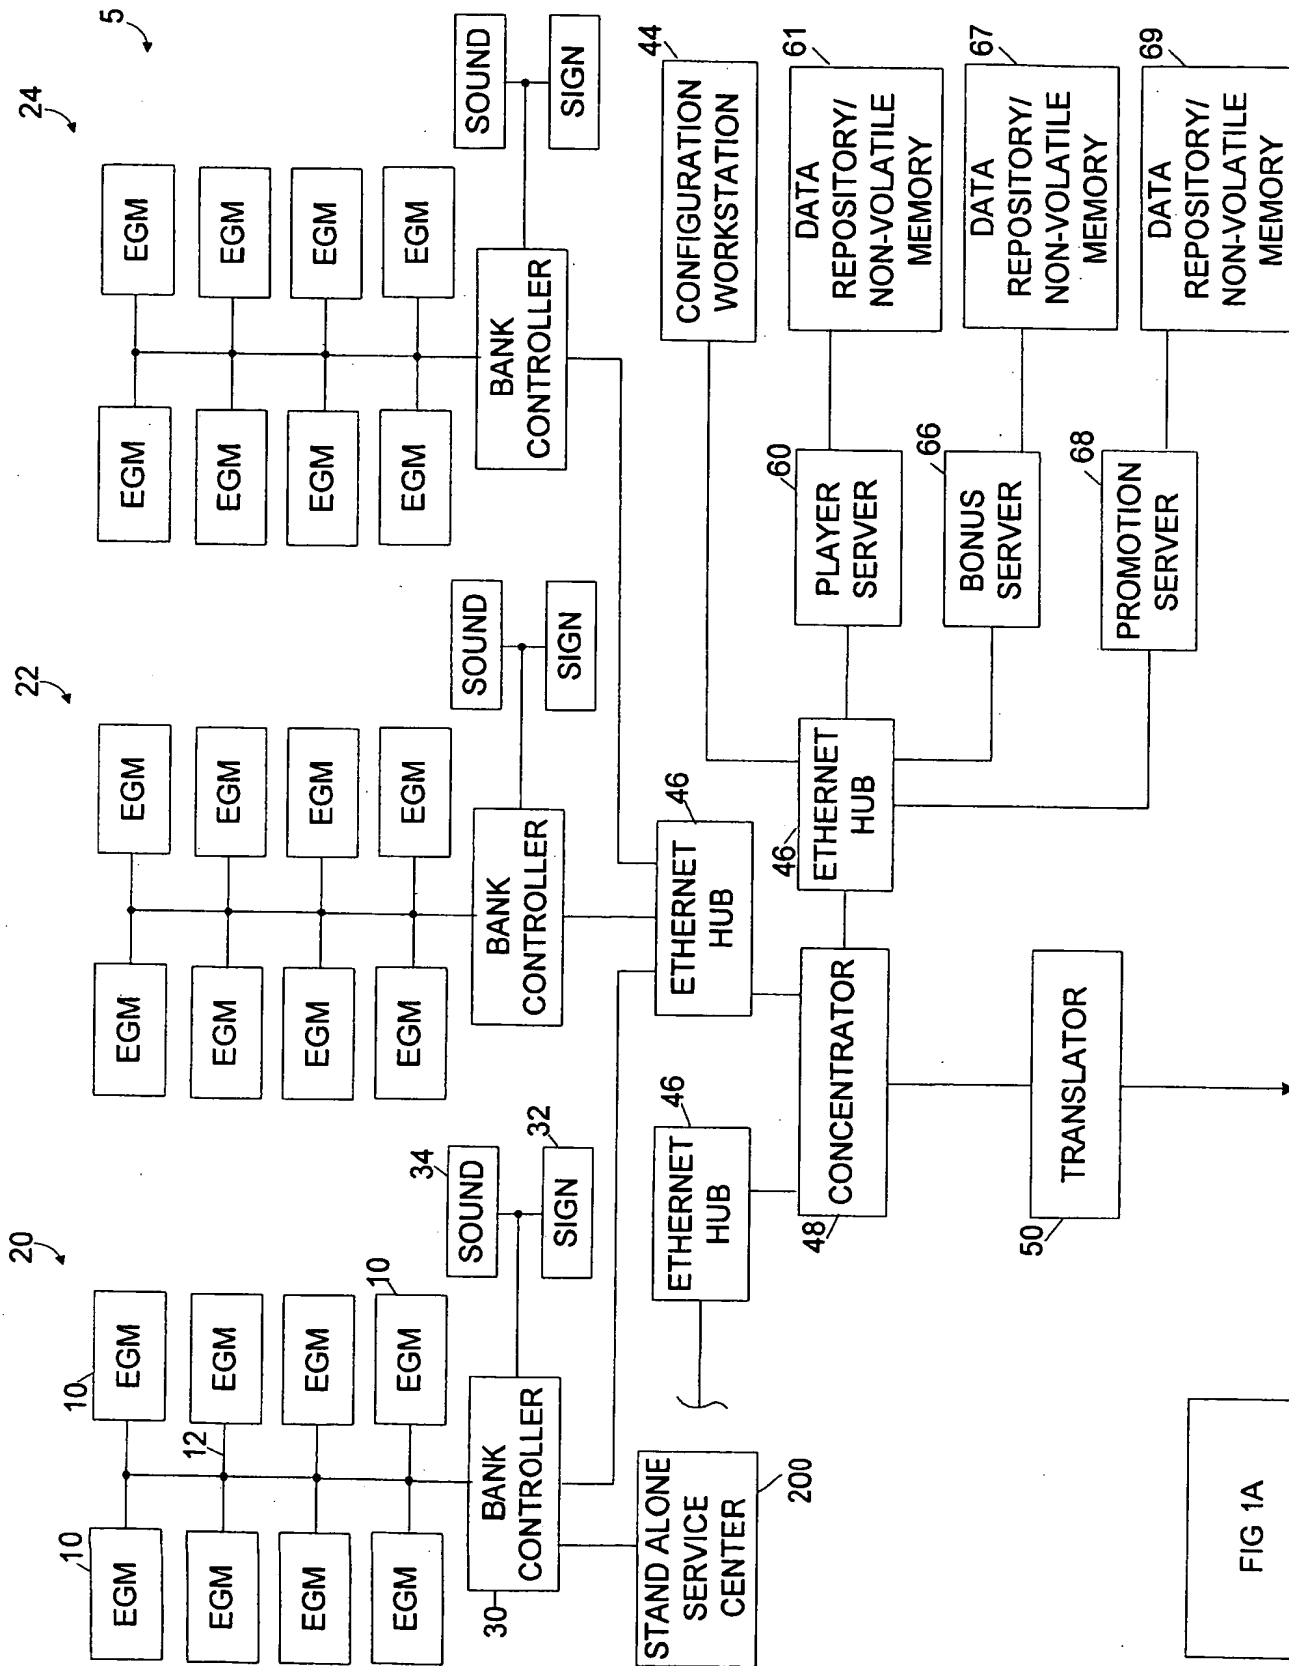 20
22
24
5
10
EGM
10
EGM
EGM
EGM
EGM
EGM
12
EGM
EGM
EGM
EGM
EGM
EGM
EGM
EGM
EGM
EGM
EGM
EGM
EGM
EGM
10
EGM
EGM
EGM
EGM
EGM
34
SOUND
SOUND
SOUND
30
BANK
CONTROLLER
BANK
CONTROLLER
BANK
CONTROLLER
32
SIGN
SIGN
SIGN
STAND ALONE
SERVICE
CENTER
200
46
ETHERNET
HUB
46
ETHERNET
HUB
44
CONFIGURATION
WORKSTATION
48
CONCENTRATOR
46
ETHERNET
HUB
60
PLAYER
SERVER
61
DATA
REPOSITORY/
NON-VOLATILE
MEMORY
66
BONUS
SERVER
67
DATA
REPOSITORY/
NON-VOLATILE
MEMORY
50
TRANSLATOR
68
PROMOTION
SERVER
69
DATA
REPOSITORY/
NON-VOLATILE
MEMORY
FIG 1A